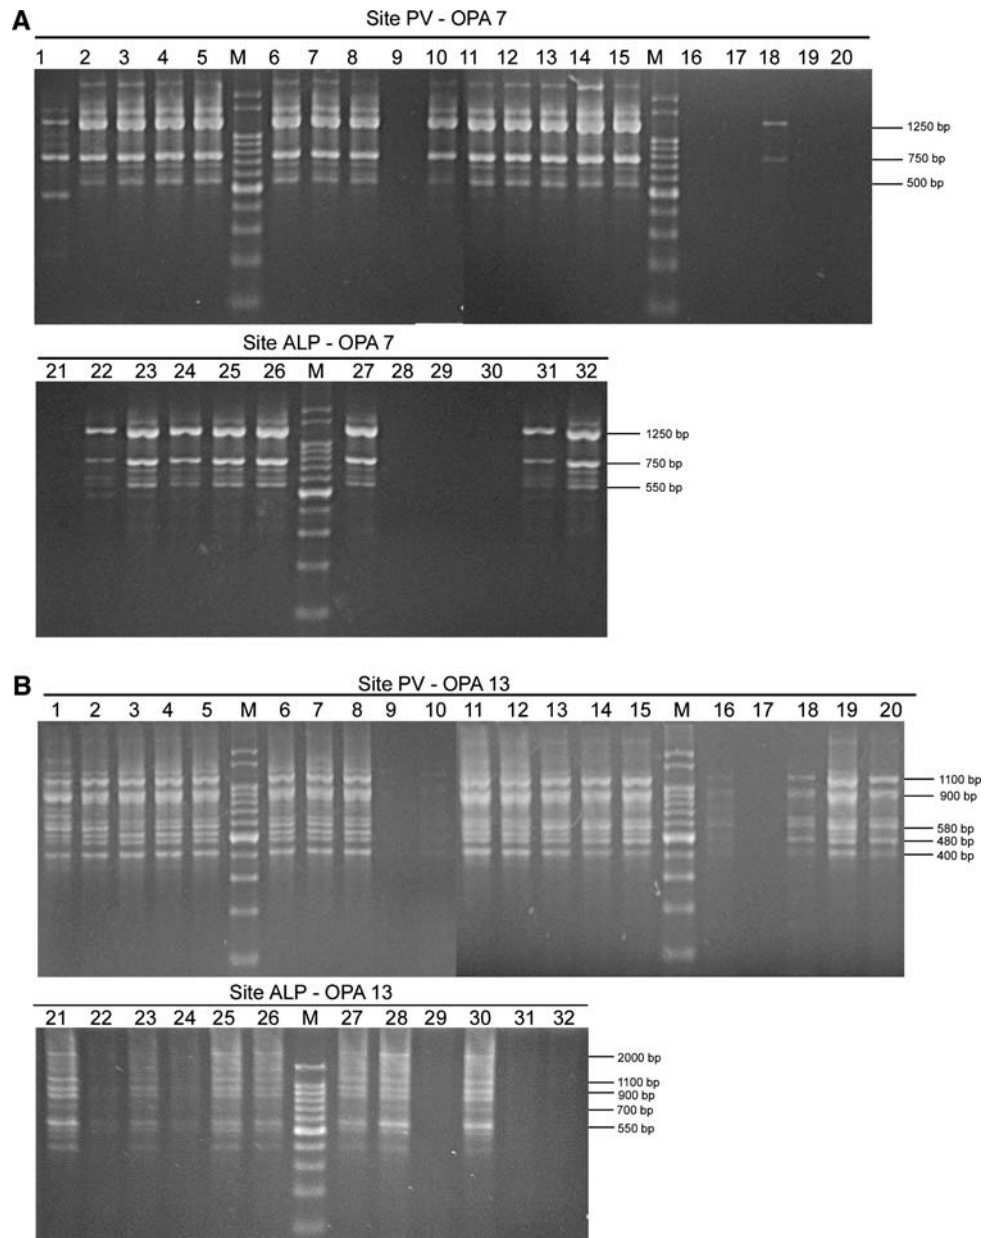 A
Site PV - OPA 7
1 2 3 4 5 M 6 7 8 9 10 11 12 13 14 15 M 16 17 18 19 20
1250 bp
750 bp
500 bp
Site ALP - OPA 7
21 22 23 24 25 26 M 27 28 29 30 31 32
1250 bp
750 bp
550 bp
B
Site PV - OPA 13
1 2 3 4 5 M 6 7 8 9 10 11 12 13 14 15 M 16 17 18 19 20
1100 bp
900 bp
580 bp
480 bp
400 bp
Site ALP - OPA 13
21 22 23 24 25 26 M 27 28 29 30 31 32
2000 bp
1100 bp
900 bp
700 bp
550 bp